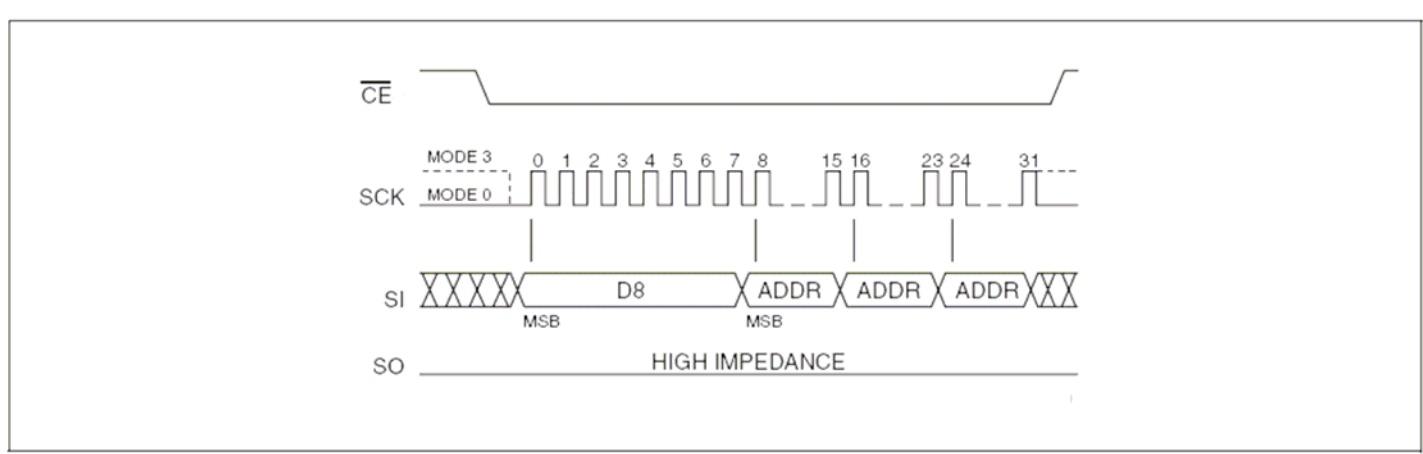 CE
MODE 3
0 1 2 3 4 5 6 7 8 15 16 23 24 31
SCK MODE 0
SI D8 ADDR ADDR ADDR
MSB MSB
SO HIGH IMPEDANCE